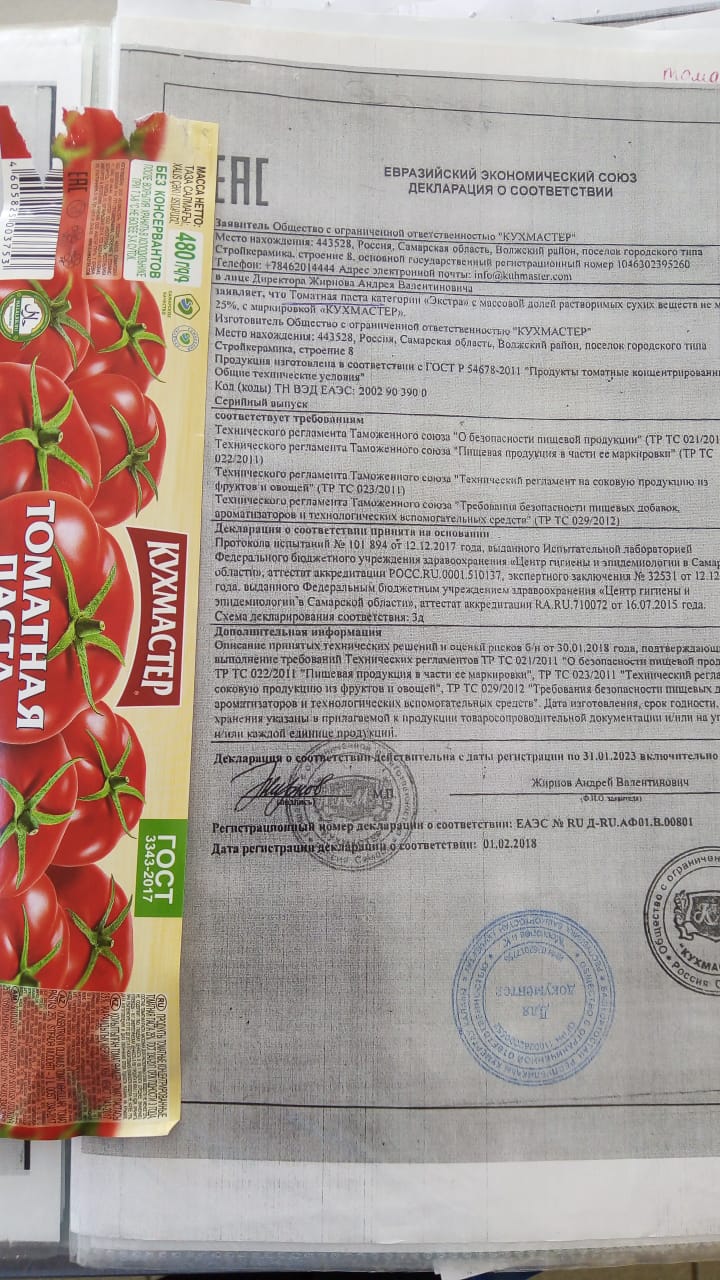 тома
ЕАС
ЕВРАЗИЙСКИЙ ЭКОНОМИЧЕСКИЙ СОЮЗ
ДЕКЛАРАЦИЯ О СООТВЕТСТВИИ
Заявитель Общество с ограниченной ответственностью "КУХМАСТЕР"
Место нахождения: 443528, Россия, Самарская область, Волжский район, поселок городского типа
Стройкерамика, строение 8, основной государственный регистрационный номер 1046302395260
Телефон: +78462014444 Адрес электронной почты: info@kuhmaster.com
в лице Директора Жирнова Андрея Валентиновича
заявляет, что Томатная паста категории «Экстра» с массовой долей растворимых сухих веществ не м
25%, с маркировкой «КУХМАСТЕР».
Изготовитель Общество с ограниченной ответственностью "КУХМАСТЕР"
Место нахождения: 443528, Россия, Самарская область, Волжский район, поселок городского типа
Стройкерамика, строение 8
Продукция изготовлена в соответствии с ГОСТ Р 54678-2011 "Продукты томатные концентрированн
Общие технические условия"
Код (коды) ТН ВЭД ЕАЭС: 2002 90 390 0
Серийный выпуск
соответствует требованиям
Технического регламента Таможенного союза "О безопасности пищевой продукции" (ТР ТС 021/201
Технического регламента Таможенного союза "Пищевая продукция в части ее маркировки" (ТР ТС
022/2011)
Технического регламента Таможенного союза "Технический регламент на соковую продукцию из
фруктов и овощей" (ТР ТС 023/2011)
Технического регламента Таможенного союза "Требования безопасности пищевых добавок,
ароматизаторов и технологических вспомогательных средств" (ТР ТС 029/2012)
Декларация о соответствии принята на основании
Протокола испытаний № 101 894 от 12.12.2017 года, выданного Испытательной лабораторией
Федерального бюджетного учреждения здравоохранения «Центр гигиены и эпидемиологии в Самар
области», аттестат аккредитации РОСС.RU.0001.510137, экспертного заключения № 32531 от 12.12
года, выданного Федеральным бюджетным учреждением здравоохранения «Центр гигиены и
эпидемиологии в Самарской области», аттестат аккредитации RA.RU.710072 от 16.07.2015 года.
Схема декларирования соответствия: 3д
Дополнительная информация
Описание принятых технических решений и оценки рисков б/н от 30.01.2018 года, подтверждающ
выполнение требований Технических регламентов ТР ТС 021/2011 "О безопасности пищевой прод
ТР ТС 022/2011 "Пищевая продукция в части ее маркировки", ТР ТС 023/2011 "Технический регла
соковую продукцию из фруктов и овощей", ТР ТС 029/2012 "Требования безопасности пищевых д
ароматизаторов и технологических вспомогательных средств". Дата изготовления, срок годности,
хранения указаны в прилагаемой к продукции товаросопроводительной документации и/или на уп
и/или каждой единице продукции.
Декларация о соответствии действительна с даты регистрации по 31.01.2023 включительно
(подпись)
М.П.
Жирнов Андрей Валентинович
(Ф.И.О. заявителя)
Регистрационный номер декларации о соответствии: ЕАЭС № RU Д-RU.АФ01.В.00801
Дата регистрации декларации о соответствии: 01.02.2018
Для
документов
Общество с ограничен
"КУХМА
Россия
4605825003753
ЕАС
МАССА НЕТТО:
ТАЗА САЛМАҒЫ:
480 г/q/g
БЕЗ КОНСЕРВАНТОВ
КУХМАСТЕР
ТОМАТНАЯ
ПАСТА
ГОСТ
3343-2017